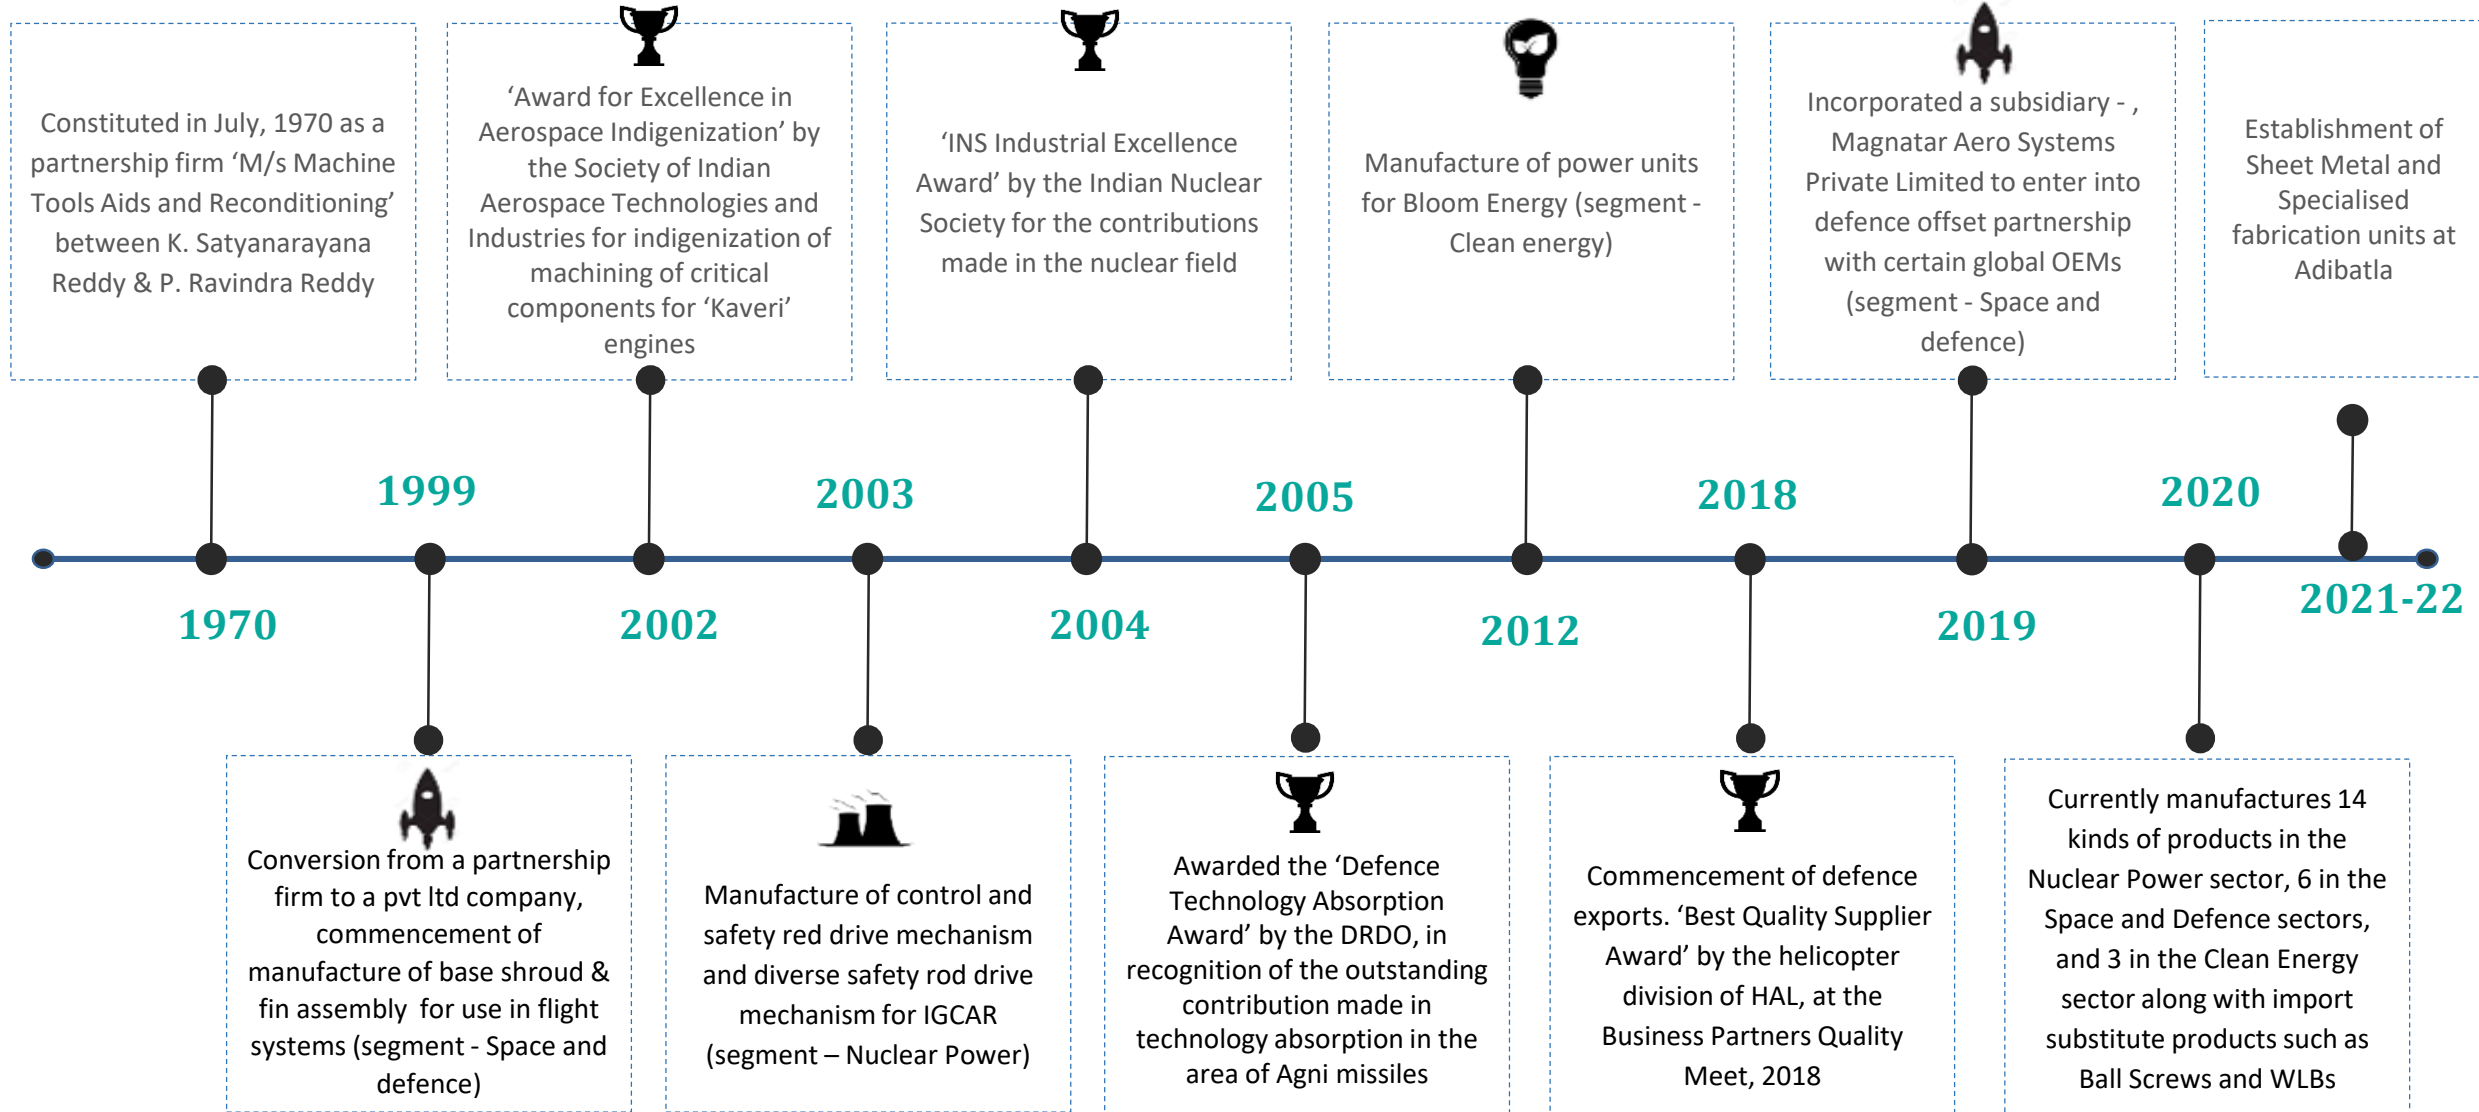 Constituted in July, 1970 as a
partnership firm ‘M/s Machine
Tools Aids and Reconditioning’
between K. Satyanarayana
Reddy & P. Ravindra Reddy
‘Award for Excellence in
Aerospace Indigenization’ by
the Society of Indian
Aerospace Technologies and
Industries for indigenization of
machining of critical
components for ‘Kaveri’
engines
‘INS Industrial Excellence
Award’ by the Indian Nuclear
Society for the contributions
made in the nuclear field
Manufacture of power units
for Bloom Energy (segment -
Clean energy)
Incorporated a subsidiary - ,
Magnatar Aero Systems
Private Limited to enter into
defence offset partnership
with certain global OEMs
(segment - Space and
defence)
Establishment of
Sheet Metal and
Specialised
fabrication units at
Adibatla
1999
2003
2005
2018
2020
1970
2002
2004
2012
2019
2021-22
Conversion from a partnership
firm to a pvt ltd company,
commencement of
manufacture of base shroud &
fin assembly for use in flight
systems (segment - Space and
defence)
Manufacture of control and
safety red drive mechanism
and diverse safety rod drive
mechanism for IGCAR
(segment – Nuclear Power)
Awarded the ‘Defence
Technology Absorption
Award’ by the DRDO, in
recognition of the outstanding
contribution made in
technology absorption in the
area of Agni missiles
Commencement of defence
exports. ‘Best Quality Supplier
Award’ by the helicopter
division of HAL, at the
Business Partners Quality
Meet, 2018
Currently manufactures 14
kinds of products in the
Nuclear Power sector, 6 in the
Space and Defence sectors,
and 3 in the Clean Energy
sector along with import
substitute products such as
Ball Screws and WLBs